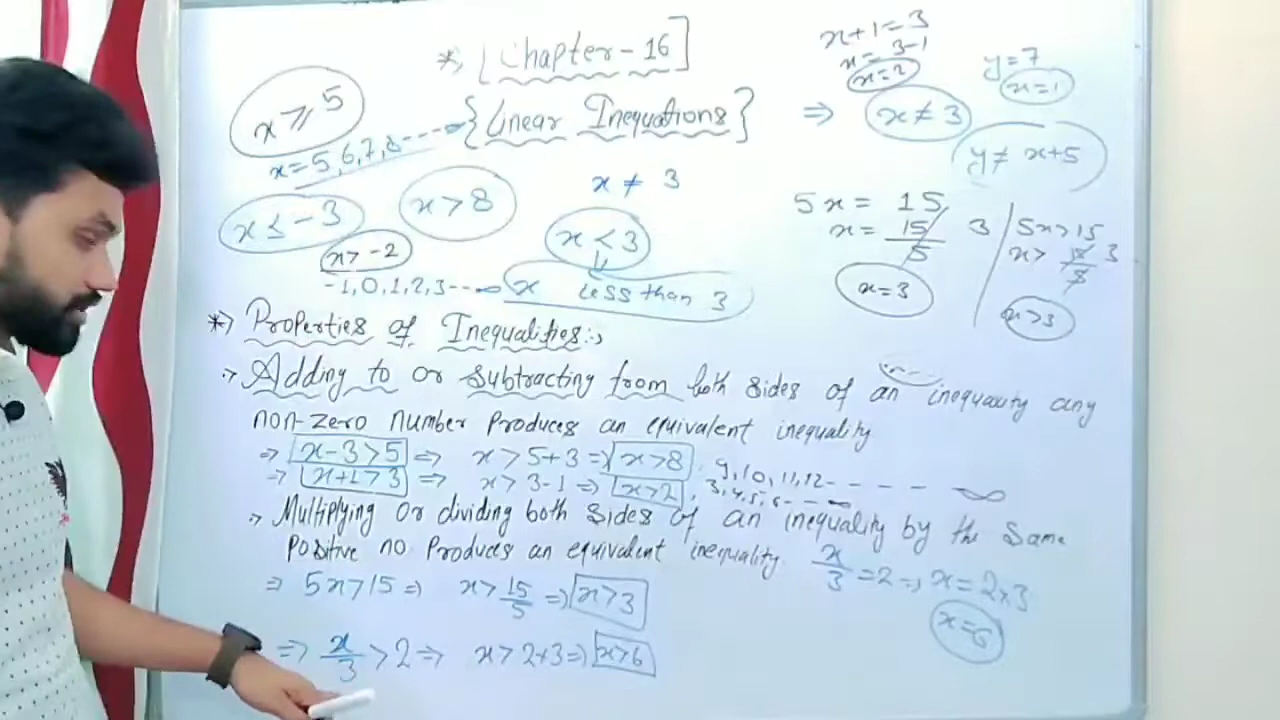 *, [Chapter - 16]
{Linear Inequations}
x ⩾ 5
x = 5, 6, 7, 8 ---- ∞
x ≤ -3
x > 8
x > -2
-1, 0, 1, 2, 3 --- ∞
x ≠ 3
x < 3
x Less than 3
x+1 = 3
x = 3-1
x = 2
y = 7
x = 1
⇒ x ≠ 3
y ≠ x+5
5x = 15
x = 15/5 3
x = 3
5x > 15
x > 15/5 3
x > 3
*) Properties of Inequalities :-,
Adding to or Subtracting from both sides of an inequality any
non-zero number Produces an equivalent inequality
⇒ x-3 > 5 ⇒ x > 5+3 ⇒ x > 8, 9, 10, 11, 12 - - - - - ∞
⇒ x+1 > 3 ⇒ x > 3-1 ⇒ x > 2, 3, 4, 5, 6 - - - ∞
Multiplying Or dividing both Sides of an inequality by the Same
Positive no Produces an equivalent inequality.
⇒ 5x > 15 ⇒ x > 15/5 ⇒ x > 3
⇒ x/3 > 2 ⇒ x > 2×3 ⇒ x > 6
x/3 = 2 ⇒ x = 2×3
x = 6